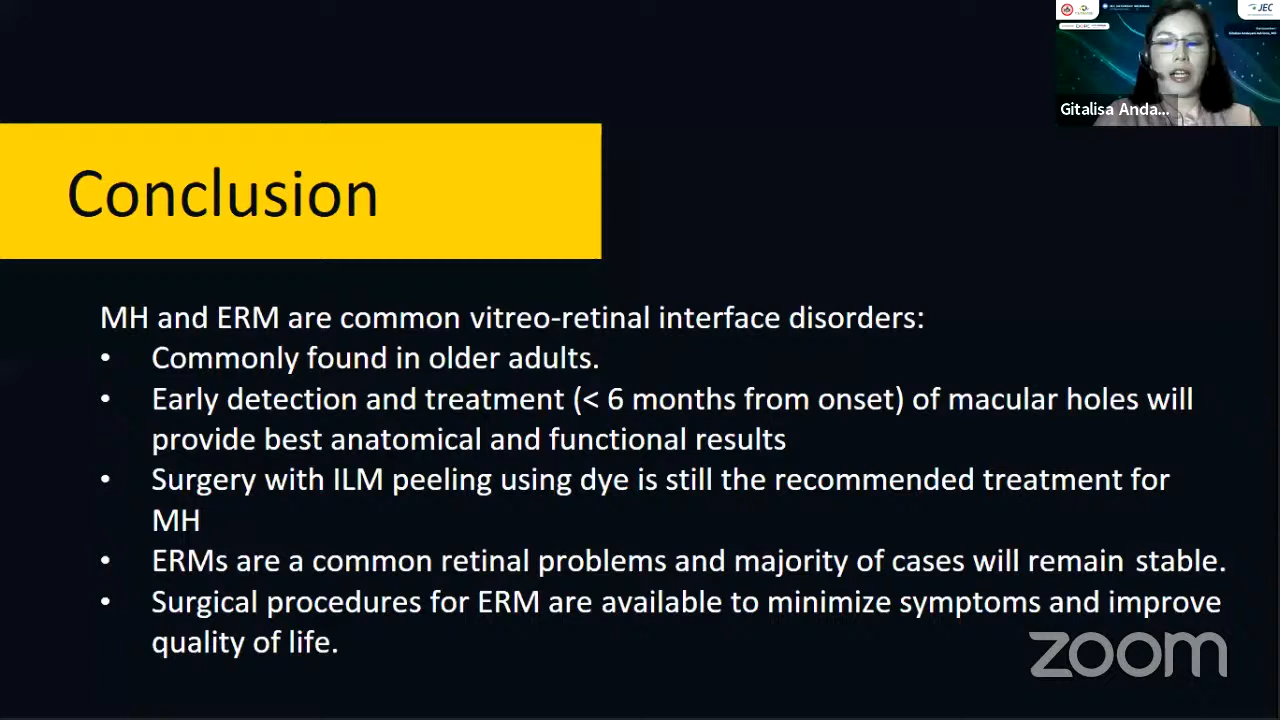 JEC
Gitalisa Anda...
Conclusion
MH and ERM are common vitreo-retinal interface disorders:
• Commonly found in older adults.
• Early detection and treatment (< 6 months from onset) of macular holes will
provide best anatomical and functional results
• Surgery with ILM peeling using dye is still the recommended treatment for
MH
• ERMs are a common retinal problems and majority of cases will remain stable.
• Surgical procedures for ERM are available to minimize symptoms and improve
quality of life.
zoom